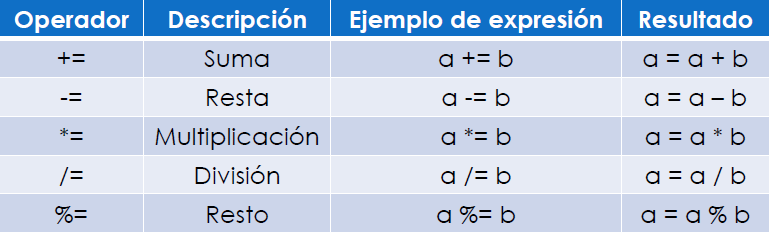 Operador Descripción Ejemplo de expresión Resultado
+= Suma a += b a = a + b
-= Resta a -= b a = a – b
*= Multiplicación a *= b a = a * b
/= División a /= b a = a / b
%= Resto a %= b a = a % b